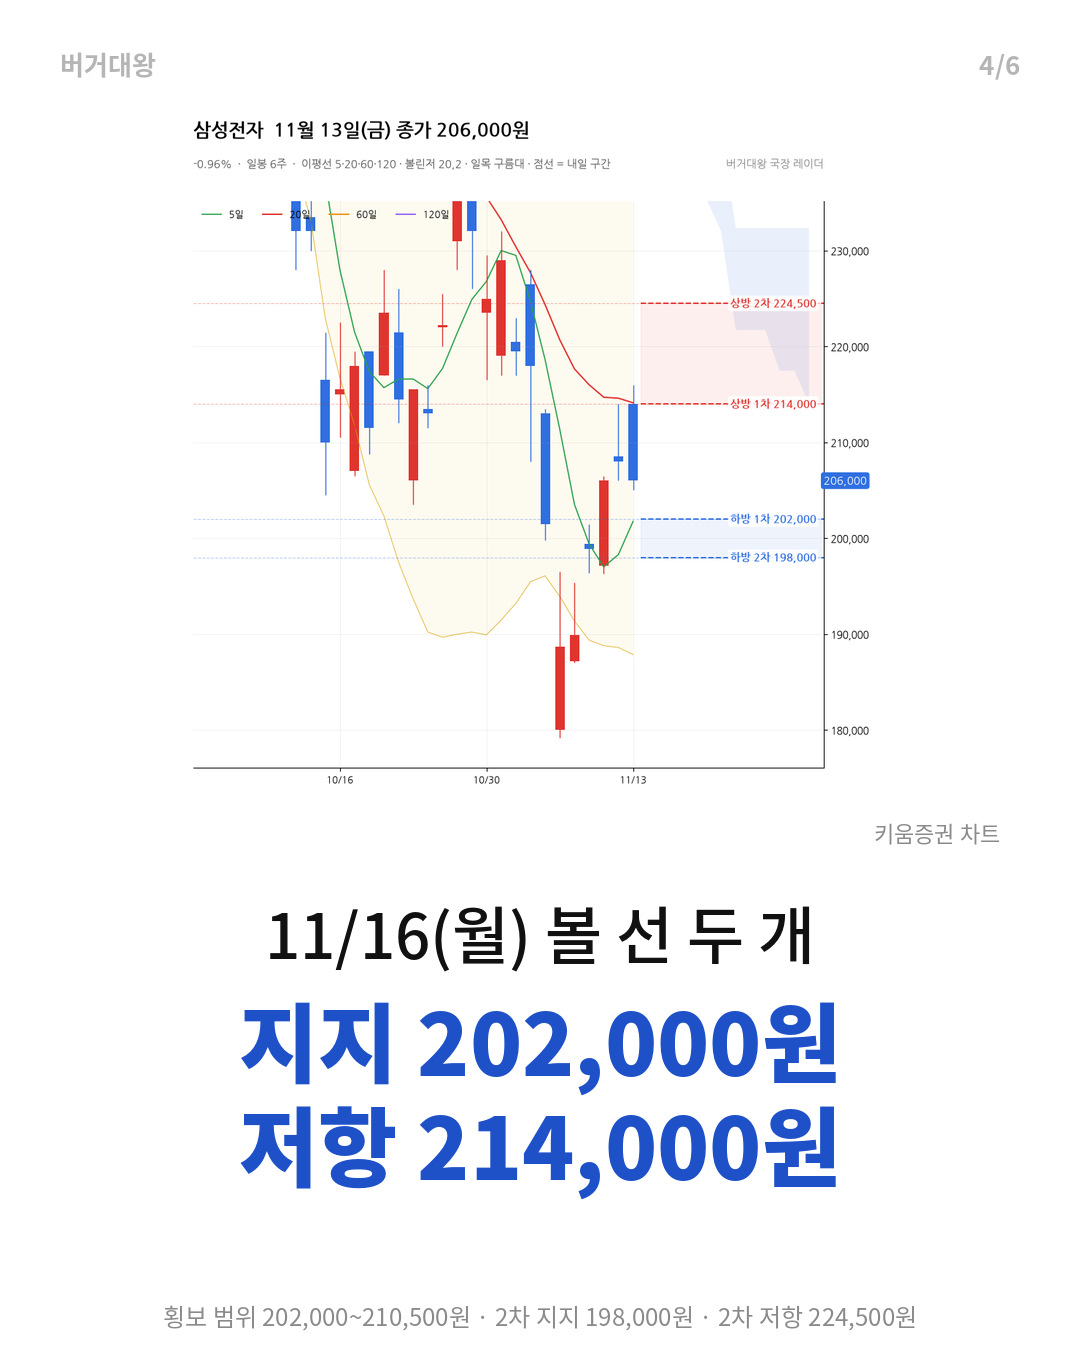 버거대왕
4/6
삼성전자 11월 13일(금) 종가 206,000원
-0.96% · 일봉 6주 · 이평선 5·20·60·120 · 볼린저 20,2 · 일목 구름대 · 점선 = 내일 구간
버거대왕 국장 레이더
5일 20일 60일 120일
230,000
상방 2차 224,500
220,000
상방 1차 214,000
210,000
206,000
하방 1차 202,000
200,000
하방 2차 198,000
190,000
180,000
10/16 10/30 11/13
키움증권 차트
11/16(월) 볼 선 두 개
지지 202,000원
저항 214,000원
횡보 범위 202,000~210,500원 · 2차 지지 198,000원 · 2차 저항 224,500원